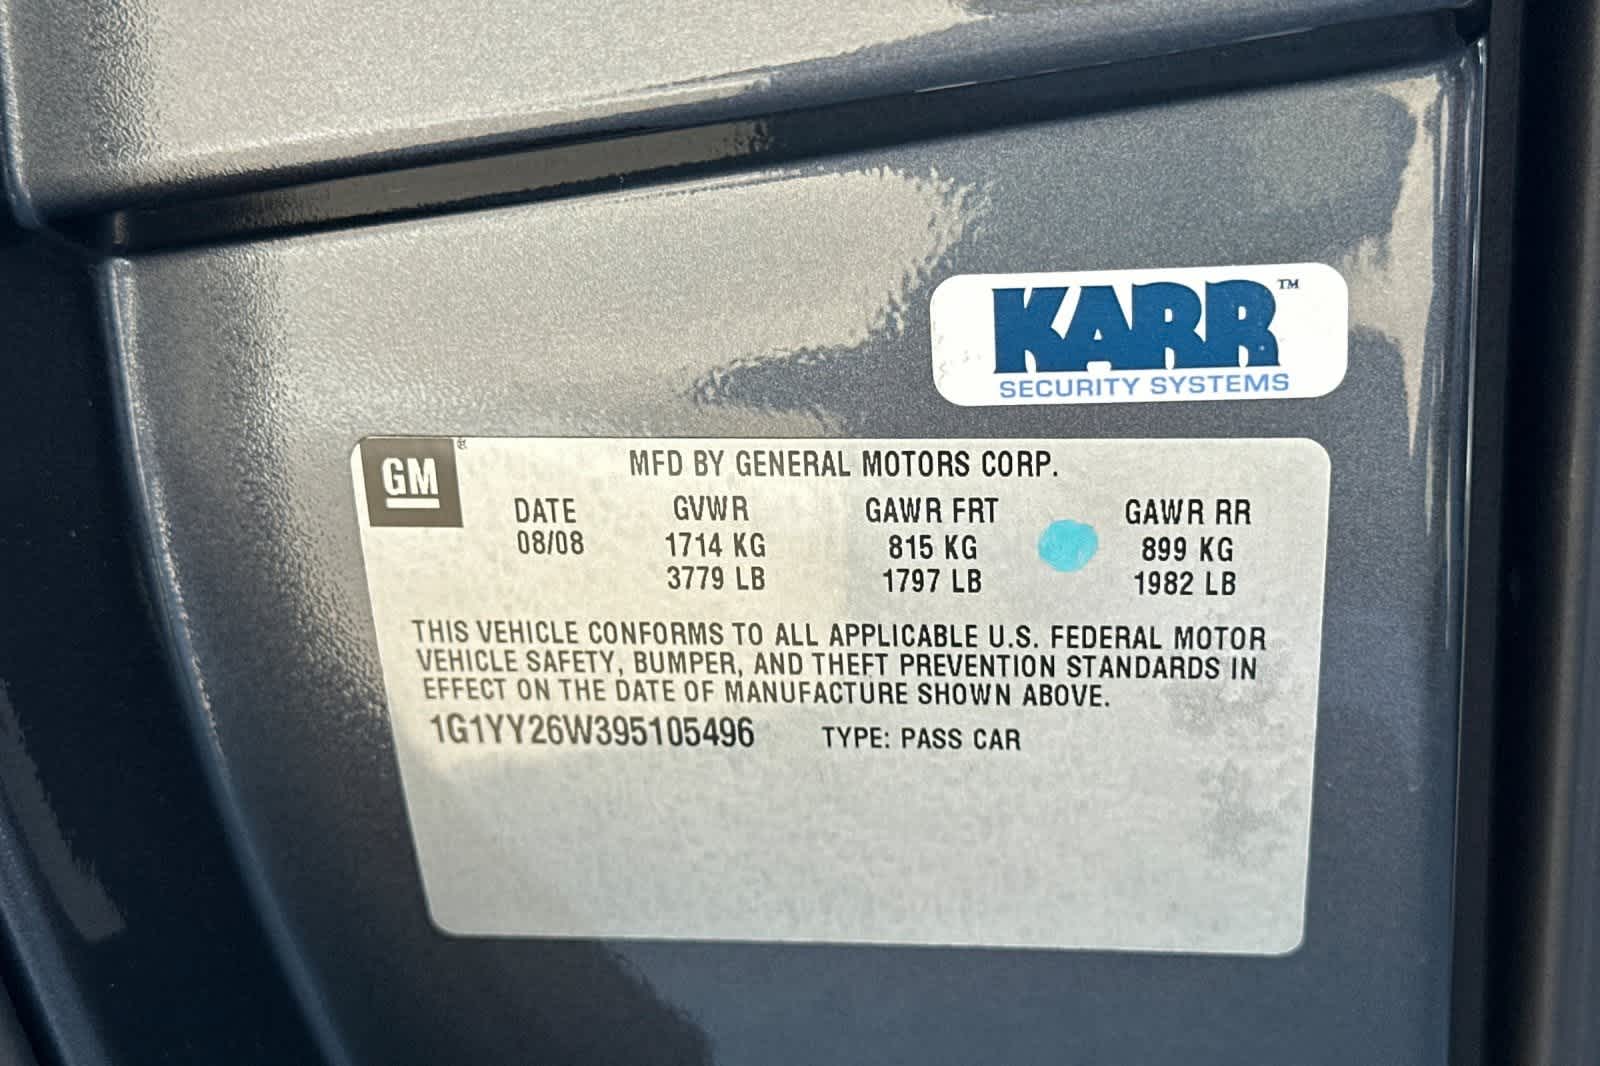 KARR™
SECURITY SYSTEMS
GM®
MFD BY GENERAL MOTORS CORP.
DATE GVWR GAWR FRT GAWR RR
08/08 1714 KG 815 KG 899 KG
3779 LB 1797 LB 1982 LB
THIS VEHICLE CONFORMS TO ALL APPLICABLE U.S. FEDERAL MOTOR
VEHICLE SAFETY, BUMPER, AND THEFT PREVENTION STANDARDS IN
EFFECT ON THE DATE OF MANUFACTURE SHOWN ABOVE.
1G1YY26W395105496 TYPE: PASS CAR